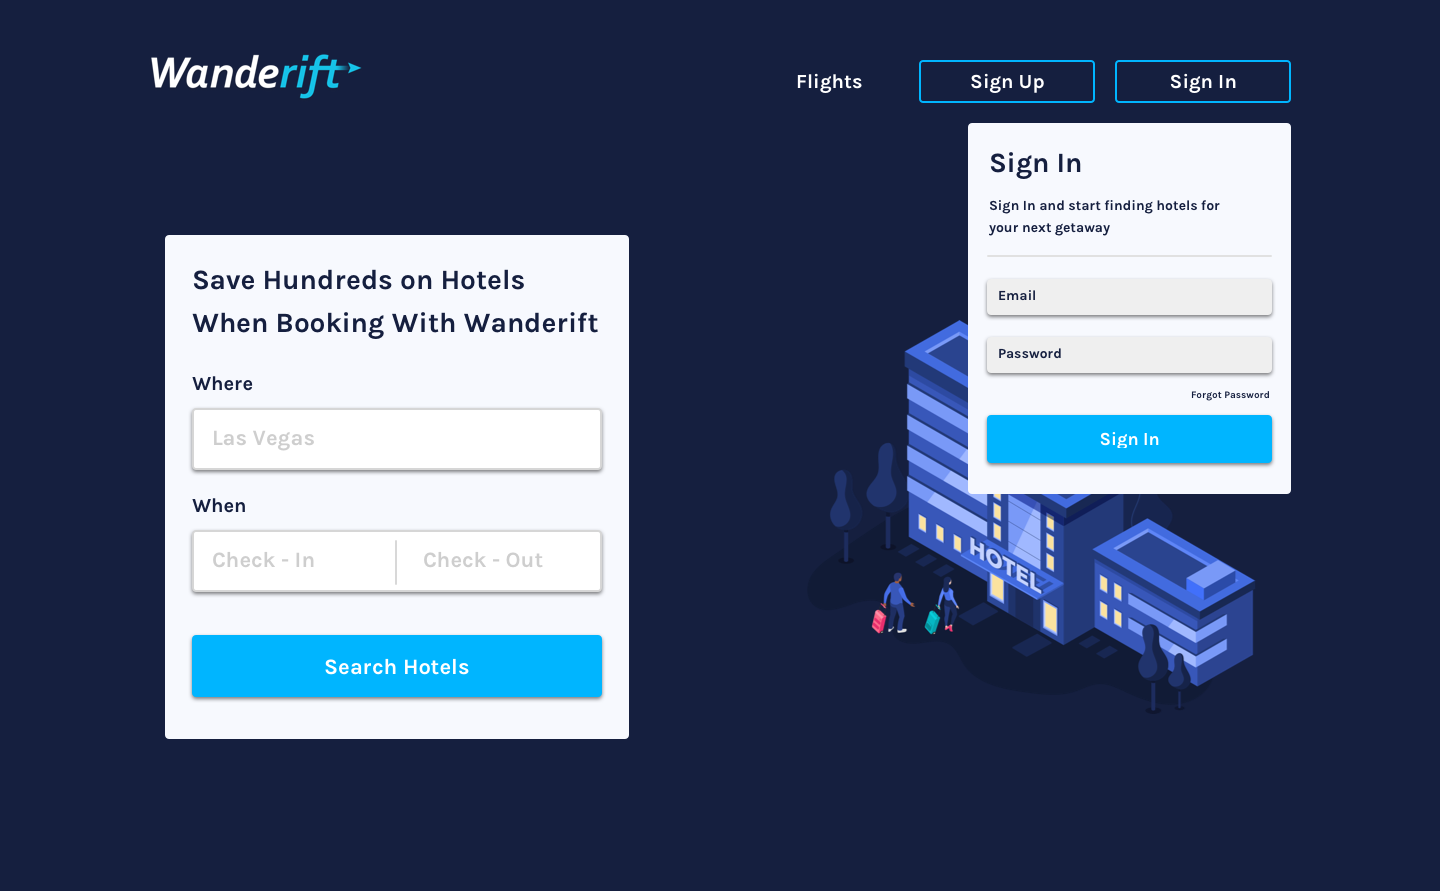 Wanderift
Flights
Sign Up
Sign In
Sign In
Sign In and start finding hotels for
your next getaway
Email
Password
Forgot Password
Sign In
Save Hundreds on Hotels
When Booking With Wanderift
Where
Las Vegas
When
Check - In
Check - Out
Search Hotels
HOTEL